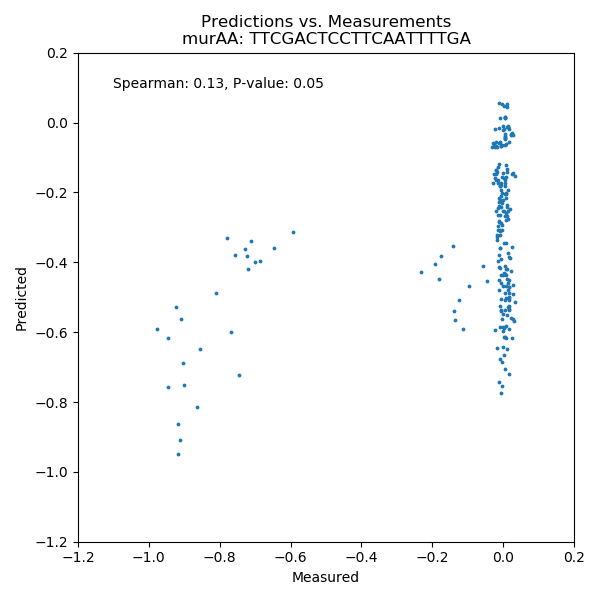 Predictions vs. Measurements
murAA: TTCGACTCCTTCAATTTTGA
Spearman: 0.13, P-value: 0.05
0.2
0.0
−0.2
−0.4
−0.6
−0.8
−1.0
−1.2
Predicted
−1.2 −1.0 −0.8 −0.6 −0.4 −0.2 0.0 0.2
Measured